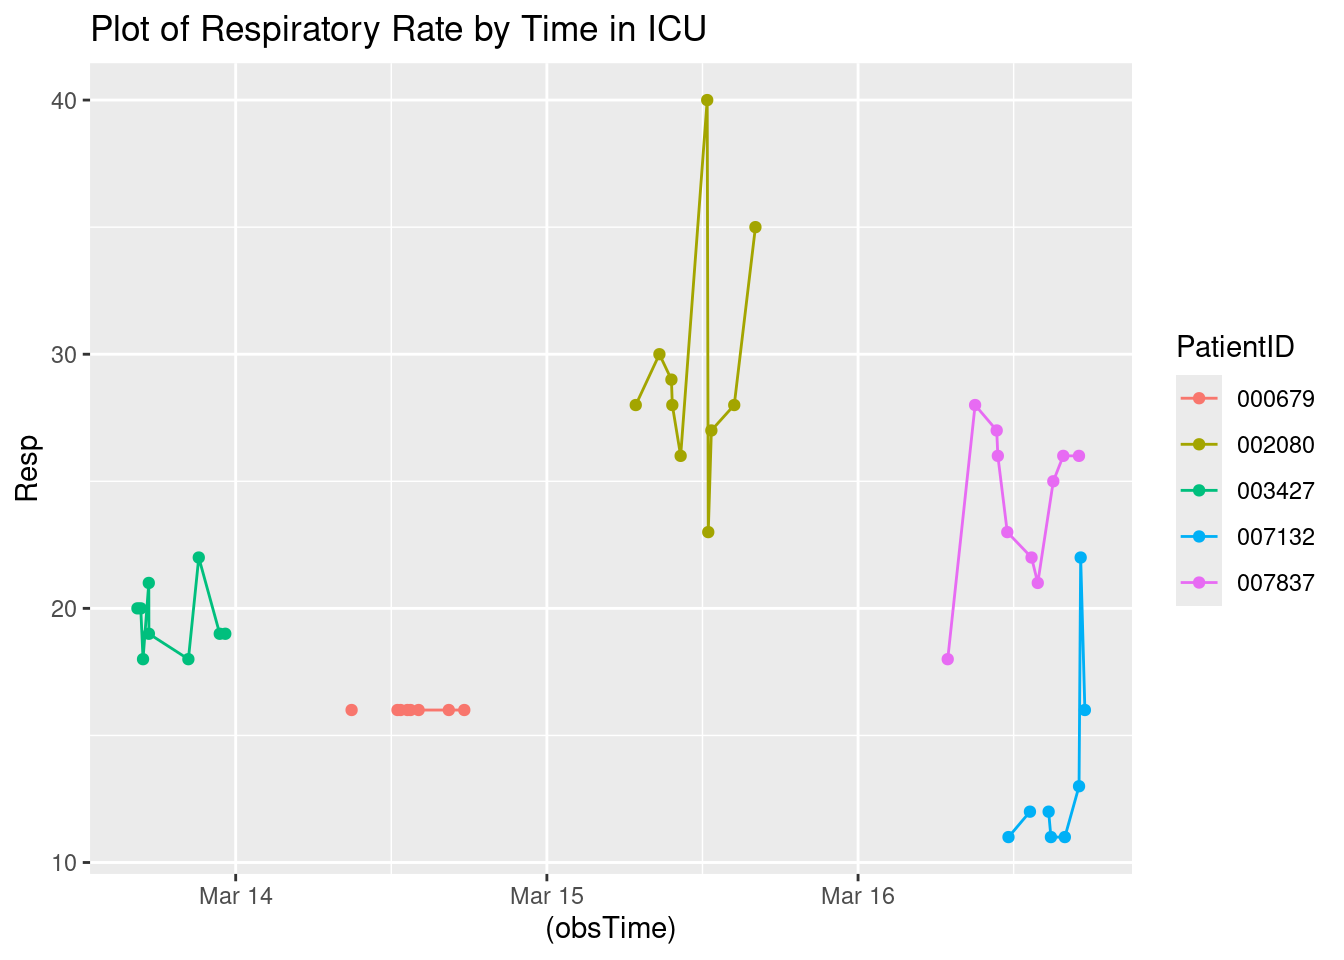 Plot of Respiratory Rate by Time in ICU
40
30
20
10
Resp
Mar 14
Mar 15
Mar 16
(obsTime)
PatientID
000679
002080
003427
007132
007837